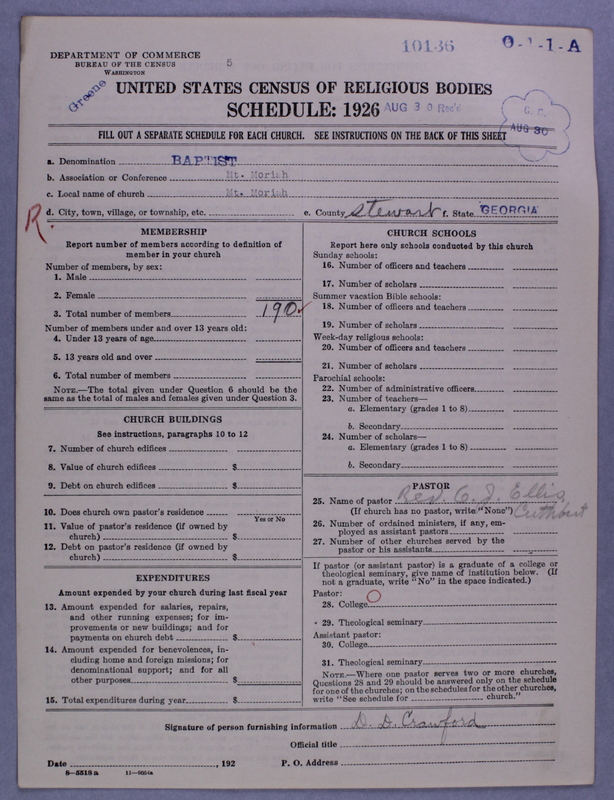 10136 0-1-1-A
DEPARTMENT OF COMMERCE
BUREAU OF THE CENSUS
WASHINGTON
5
Greene
UNITED STATES CENSUS OF RELIGIOUS BODIES
SCHEDULE: 1926 AUG 30 Rec'd
G. C.
AUG 30
FILL OUT A SEPARATE SCHEDULE FOR EACH CHURCH. SEE INSTRUCTIONS ON THE BACK OF THIS SHEET
a. Denomination BAPTIST
b. Association or Conference Mt. Moriah
c. Local name of church Mt. Moriah
d. City, town, village, or township, etc. e. County Stewart f. State GEORGIA
R.
MEMBERSHIP
Report number of members according to definition of
member in your church
Number of members, by sex:
1. Male
2. Female
3. Total number of members 190
Number of members under and over 13 years old:
4. Under 13 years of age
5. 13 years old and over
6. Total number of members
NOTE.—The total given under Question 6 should be the
same as the total of males and females given under Question 3.
CHURCH BUILDINGS
See instructions, paragraphs 10 to 12
7. Number of church edifices
8. Value of church edifices $
9. Debt on church edifices $
10. Does church own pastor's residence
Yes or No
11. Value of pastor's residence (if owned by
church) $
12. Debt on pastor's residence (if owned by
church) $
EXPENDITURES
Amount expended by your church during last fiscal year
13. Amount expended for salaries, repairs,
and other running expenses; for im-
provements or new buildings; and for
payments on church debt $
14. Amount expended for benevolences, in-
cluding home and foreign missions; for
denominational support; and for all
other purposes $
15. Total expenditures during year $
CHURCH SCHOOLS
Report here only schools conducted by this church
Sunday schools:
16. Number of officers and teachers
17. Number of scholars
Summer vacation Bible schools:
18. Number of officers and teachers
19. Number of scholars
Week-day religious schools:
20. Number of officers and teachers
21. Number of scholars
Parochial schools:
22. Number of administrative officers
23. Number of teachers—
a. Elementary (grades 1 to 8)
b. Secondary
24. Number of scholars—
a. Elementary (grades 1 to 8)
b. Secondary
PASTOR
25. Name of pastor Rev. C. J. Ellis
(If church has no pastor, write "None") Cuthbert
26. Number of ordained ministers, if any, em-
ployed as assistant pastors
27. Number of other churches served by the
pastor or his assistants
If pastor (or assistant pastor) is a graduate of a college or
theological seminary, give name of institution below. (If
not a graduate, write "No" in the space indicated.)
Pastor:
28. College
29. Theological seminary
Assistant pastor:
30. College
31. Theological seminary
NOTE.—Where one pastor serves two or more churches,
Questions 28 and 29 should be answered only on the schedule
for one of the churches; on the schedules for the other churches,
write "See schedule for church."
Signature of person furnishing information D. D. Crawford
Official title
Date , 192 P. O. Address
8—5518 a 11—9554a